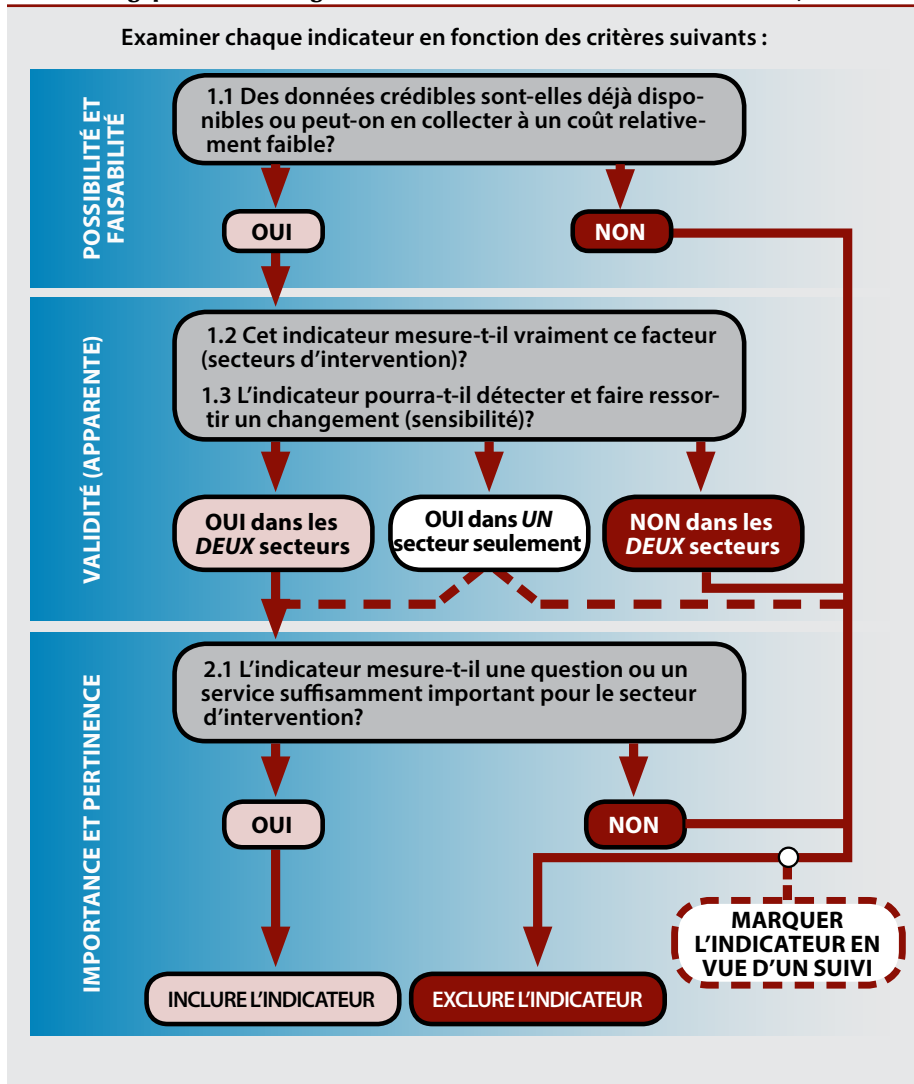 Examiner chaque indicateur en fonction des critères suivants :
POSSIBILITÉ ET
FAISABILITÉ
1.1 Des données crédibles sont-elles déjà dispo-
nibles ou peut-on en collecter à un coût relative-
ment faible?
OUI
NON
VALIDITÉ (APPARENTE)
1.2 Cet indicateur mesure-t-il vraiment ce facteur
(secteurs d’intervention)?
1.3 L’indicateur pourra-t-il détecter et faire ressor-
tir un changement (sensibilité)?
OUI dans les
DEUX secteurs
OUI dans UN
secteur seulement
NON dans les
DEUX secteurs
IMPORTANCE ET PERTINENCE
2.1 L’indicateur mesure-t-il une question ou un
service suffisamment important pour le secteur
d’intervention?
OUI
NON
MARQUER
L’INDICATEUR EN
VUE D’UN SUIVI
INCLURE L’INDICATEUR
EXCLURE L’INDICATEUR